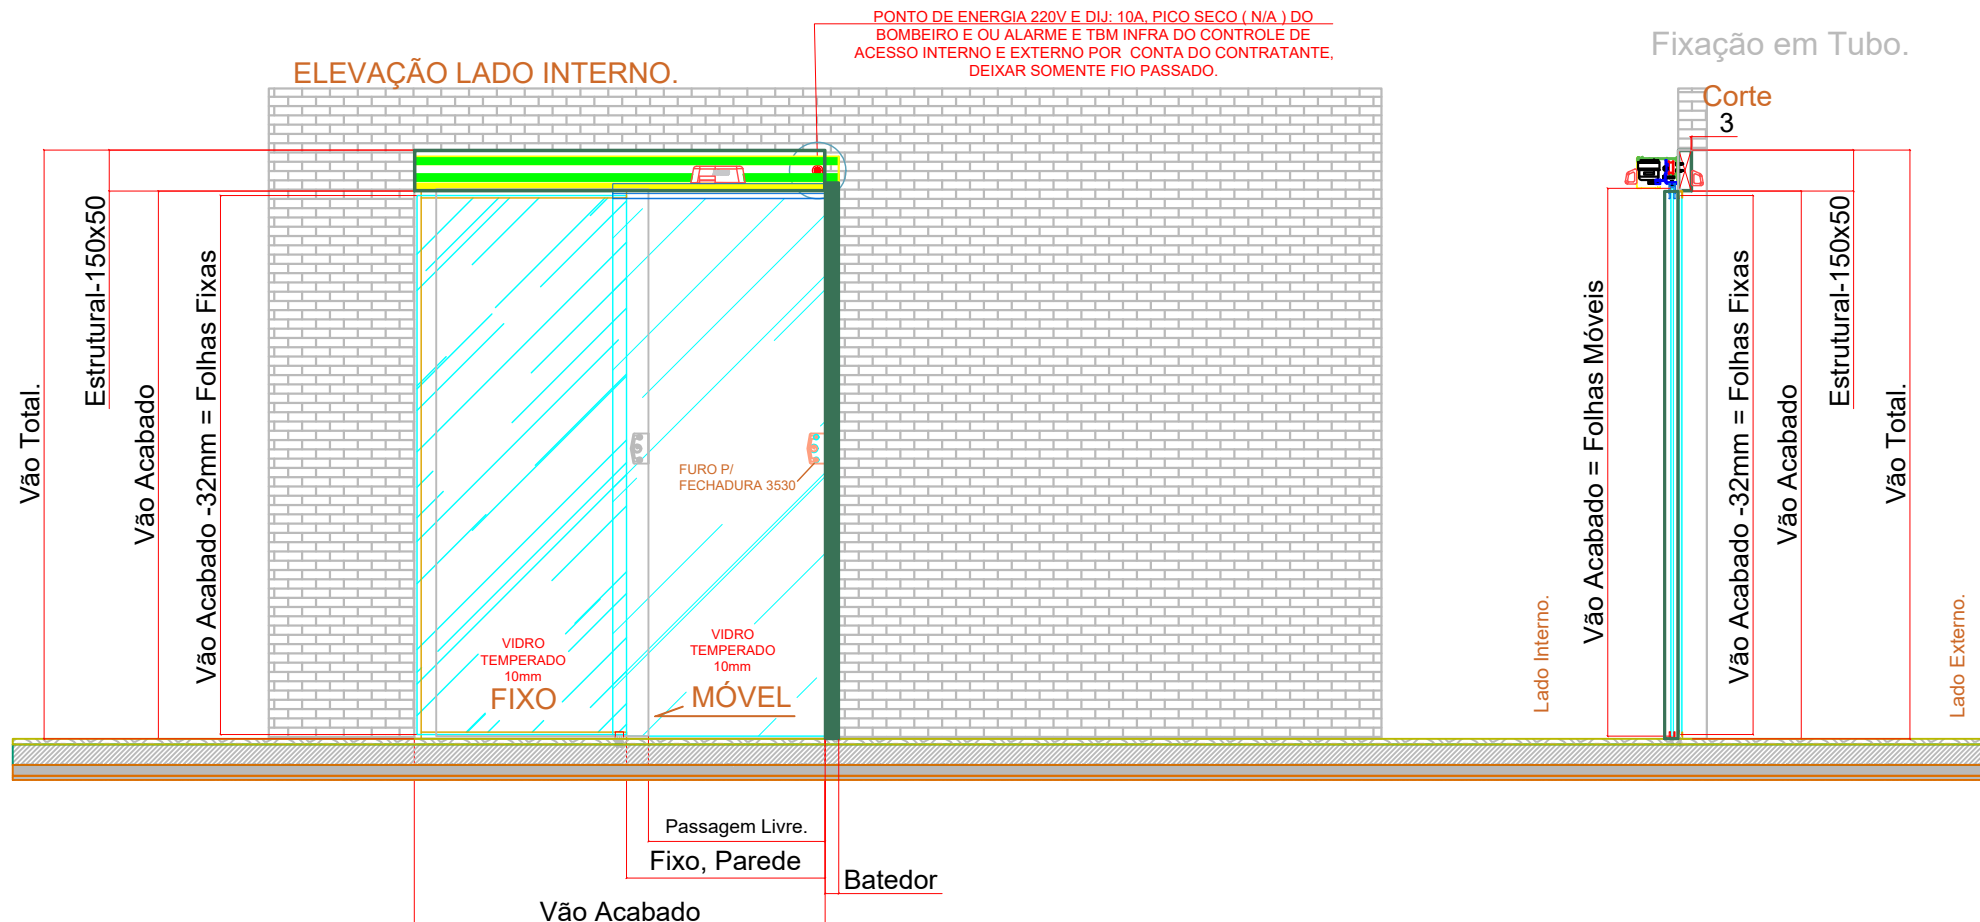 PONTO DE ENERGIA 220V E DIJ: 10A, PICO SECO ( N/A ) DO
BOMBEIRO E OU ALARME E TBM INFRA DO CONTROLE DE
ACESSO INTERNO E EXTERNO POR CONTA DO CONTRATANTE,
DEIXAR SOMENTE FIO PASSADO.
ELEVAÇÃO LADO INTERNO.
Fixação em Tubo.
Corte
3
Vão Total.
Estrutural-150x50
Vão Acabado
Vão Acabado -32mm = Folhas Fixas
FURO P/
FECHADURA 3530
VIDRO
TEMPERADO
10mm
FIXO
VIDRO
TEMPERADO
10mm
MÓVEL
Lado Interno.
Vão Acabado = Folhas Móveis
Vão Acabado -32mm = Folhas Fixas
Vão Acabado
Estrutural-150x50
Vão Total.
Lado Externo.
Passagem Livre.
Fixo, Parede
Batedor
Vão Acabado